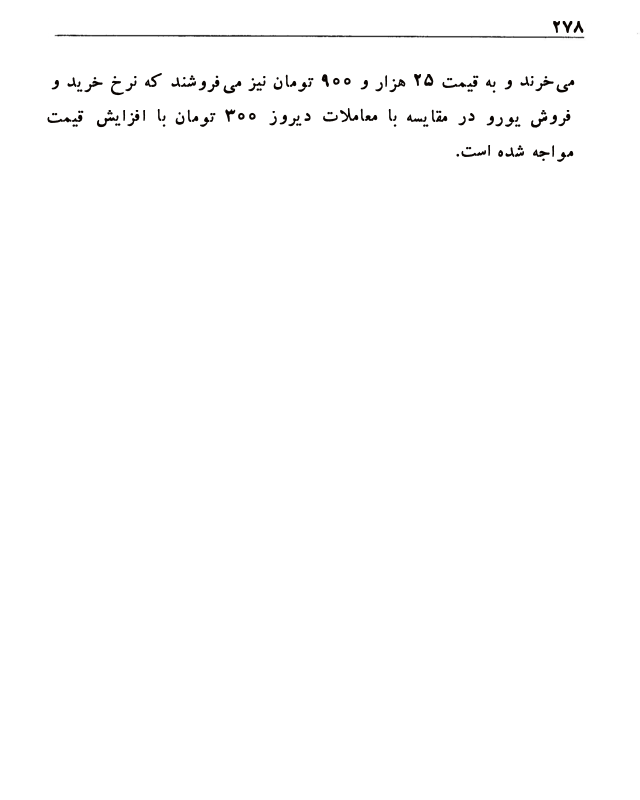 ۲۷۸
می‌خرند و به قیمت ۲۵ هزار و ۹۰۰ تومان نیز می‌فروشند که نرخ خرید و
فروش یورو در مقایسه با معاملات دیروز ۳۰۰ تومان با افزایش قیمت
مواجه شده است.